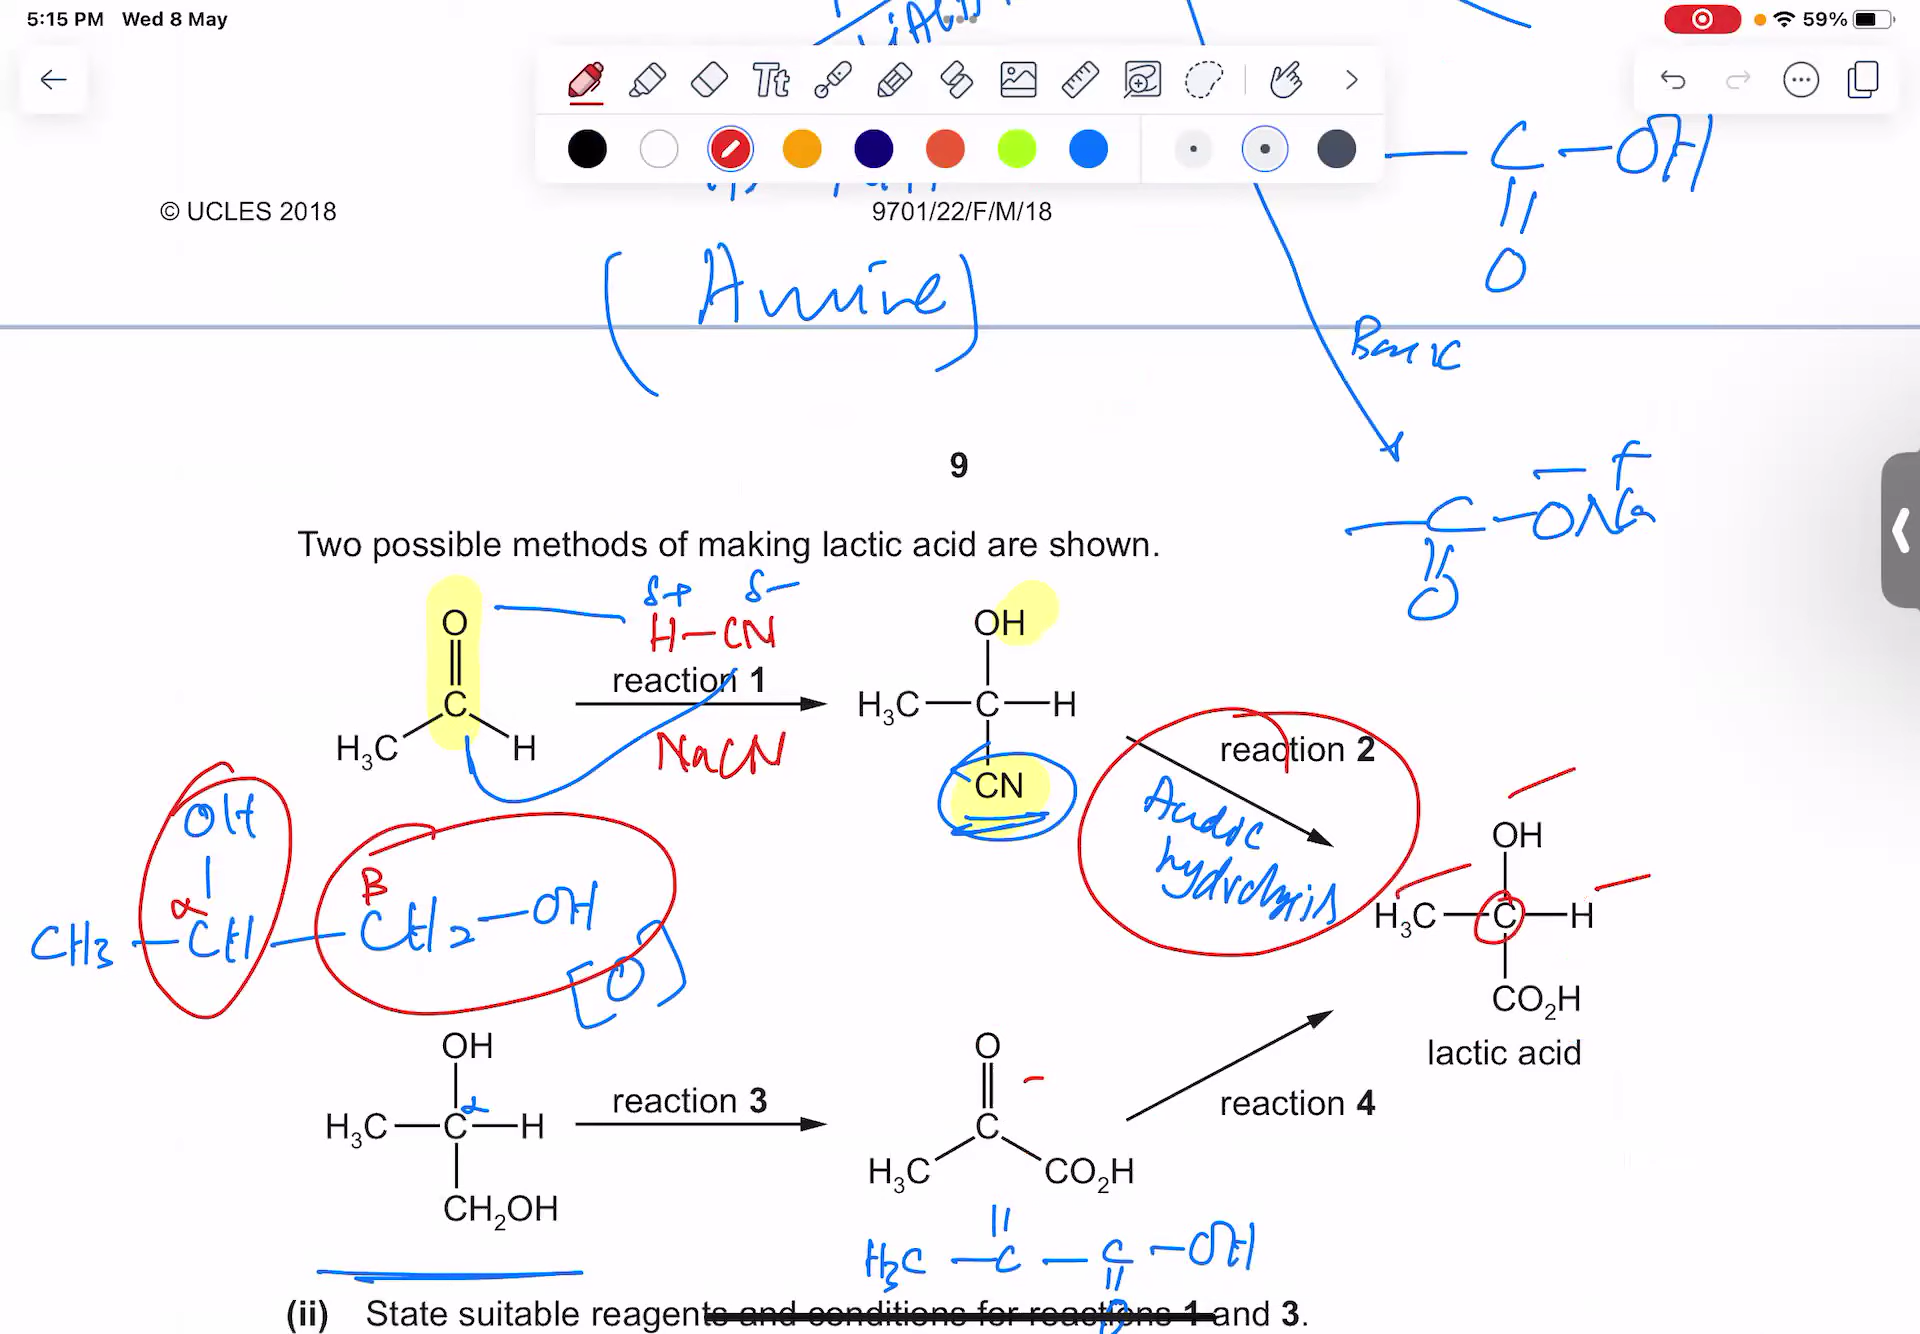 5:15 PM Wed 8 May
59%
Tt
C-OH
||
O
© UCLES 2018
9701/22/F/M/18
(Amine)
Basic
9
- +
-C-ONa
||
O
Two possible methods of making lactic acid are shown.
δ+ δ-
H-CN
O
H₃C C H
reaction 1
NaCN
OH
H₃C-C-H
CN
reaction 2
Acidic
hydrolysis
OH
α β
CH3-CH-CH2-OH
[O]
OH
H₃C-C-H
CO₂H
lactic acid
OH
α
H₃C-C-H
CH₂OH
reaction 3
O
-
C
H₃C CO₂H
reaction 4
||
H3C-C-C-OH
||
O
(ii) State suitable reagents and conditions for reactions 1 and 3.